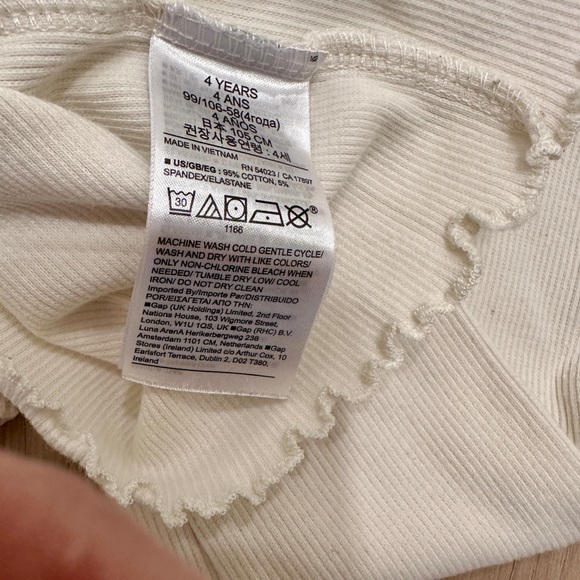 4 YEARS
4 ANS
99/106-58(4года)
4 AÑOS
日本 105 CM
권장사용연령 : 4세
MADE IN VIETNAM
RN 54023 / CA 17897
■ US/GB/EG : 95% COTTON, 5%
SPANDEX/ELASTANE
30
®
1166
MACHINE WASH COLD GENTLE CYCLE/
WASH AND DRY WITH LIKE COLORS/
ONLY NON-CHLORINE BLEACH WHEN
NEEDED/ TUMBLE DRY LOW/ COOL
IRON/ DO NOT DRY CLEAN
Imported By/Importe Par/DISTRIBUIDO
POR/ΕΙΣΑΓΕΤΑΙ ΑΠΟ ΤΗΝ:
■Gap (UK Holdings) Limited, 2nd Floor
Nations House, 103 Wigmore Street,
London, W1U 1QS, UK ■Gap (RHC) B.V.
Luna ArenA Herikerbergweg 238
Amsterdam 1101 CM, Netherlands ■Gap
Stores (Ireland) Limited c/o Arthur Cox, 10
Earlsfort Terrace, Dublin 2, D02 T380,
Ireland